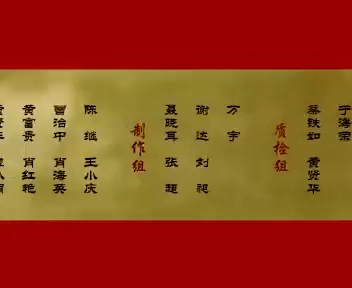 于海荣
蔡铁如 黄贤华
质检组
万 宇
谢 达 刘 昶
聂晓耳 张 超
制作组
陈 继 王小庆
曾治中 肖海英
黄富贵 肖红艳